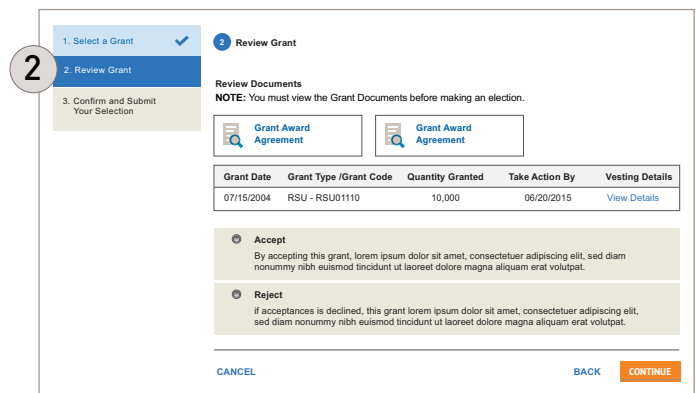 2
1. Select a Grant
2. Review Grant
3. Confirm and Submit
Your Selection
2 Review Grant
Review Documents
NOTE: You must view the Grant Documents before making an election.
Grant Award
Agreement
Grant Award
Agreement
Grant Date Grant Type /Grant Code Quantity Granted Take Action By Vesting Details
07/15/2004 RSU - RSU01110 10,000 06/20/2015 View Details
Accept
By accepting this grant, lorem ipsum dolor sit amet, consectetuer adipiscing elit, sed diam
nonummy nibh euismod tincidunt ut laoreet dolore magna aliquam erat volutpat.
Reject
if acceptances is declined, this grant lorem ipsum dolor sit amet, consectetuer adipiscing elit,
sed diam nonummy nibh euismod tincidunt ut laoreet dolore magna aliquam erat volutpat.
CANCEL BACK CONTINUE